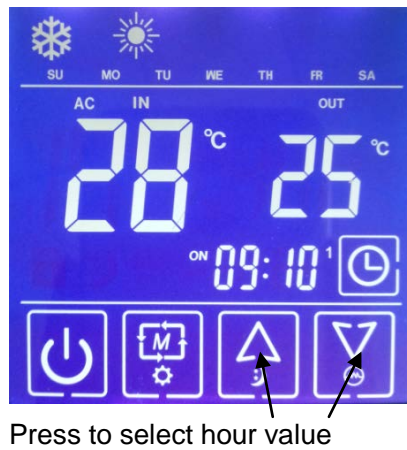 SU MO TU WE TH FR SA
AC IN OUT
28 °C 25 °C
ON 09:10 1
M
Press to select hour value